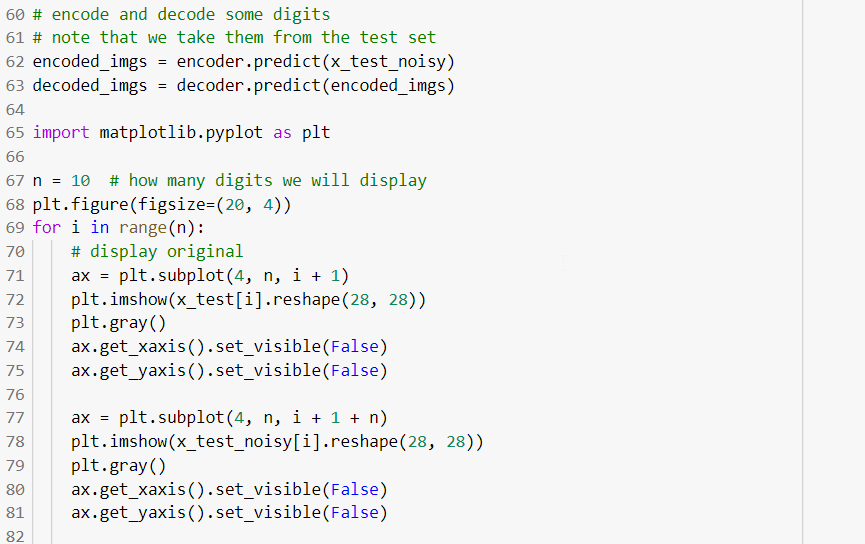 60 # encode and decode some digits
61 # note that we take them from the test set
62 encoded_imgs = encoder.predict(x_test_noisy)
63 decoded_imgs = decoder.predict(encoded_imgs)
64
65 import matplotlib.pyplot as plt
66
67 n = 10  # how many digits we will display
68 plt.figure(figsize=(20, 4))
69 for i in range(n):
70     # display original
71     ax = plt.subplot(4, n, i + 1)
72     plt.imshow(x_test[i].reshape(28, 28))
73     plt.gray()
74     ax.get_xaxis().set_visible(False)
75     ax.get_yaxis().set_visible(False)
76
77     ax = plt.subplot(4, n, i + 1 + n)
78     plt.imshow(x_test_noisy[i].reshape(28, 28))
79     plt.gray()
80     ax.get_xaxis().set_visible(False)
81     ax.get_yaxis().set_visible(False)
82